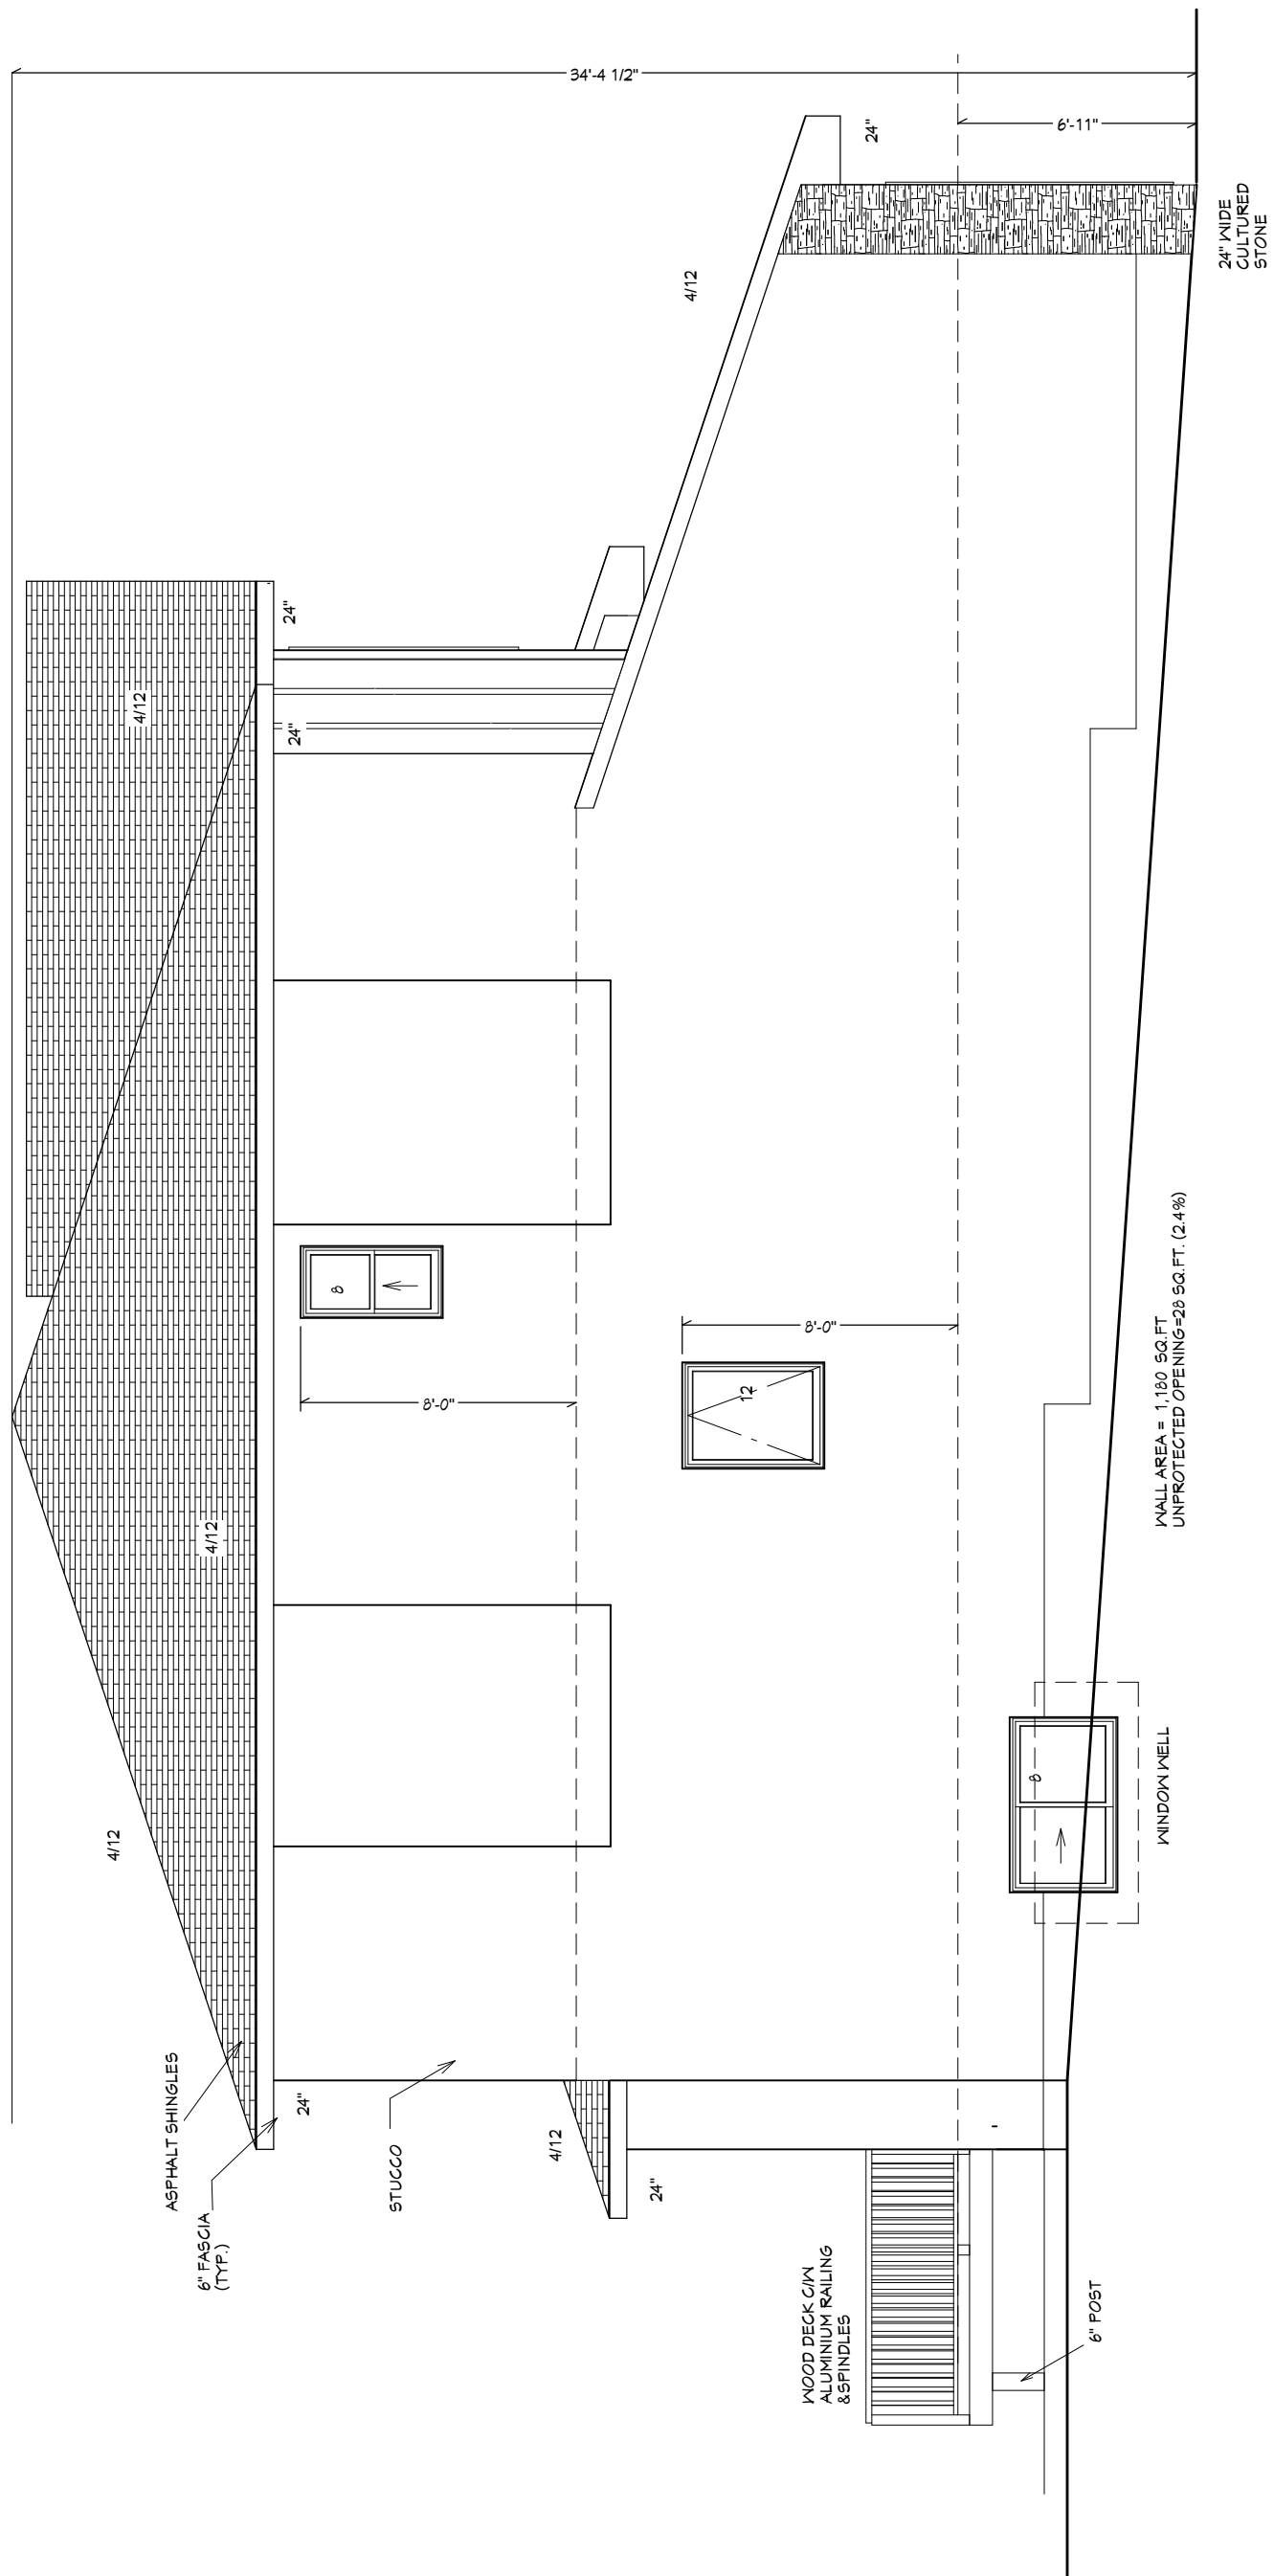 34'-4 1/2"
6'-11"
24"
24" WIDE
CULTURED
STONE
4/12
24"
24"
4/12
8
8'-0"
12
8'-0"
4/12
WALL AREA = 1,180 SQ.FT
UNPROTECTED OPENING=28 SQ.FT. (2.4%)
8
WINDOW WELL
4/12
ASPHALT SHINGLES
6" FASCIA
(TYP.)
24"
STUCCO
4/12
24"
WOOD DECK C/W
ALUMINIUM RAILING
&SPINDLES
6" POST